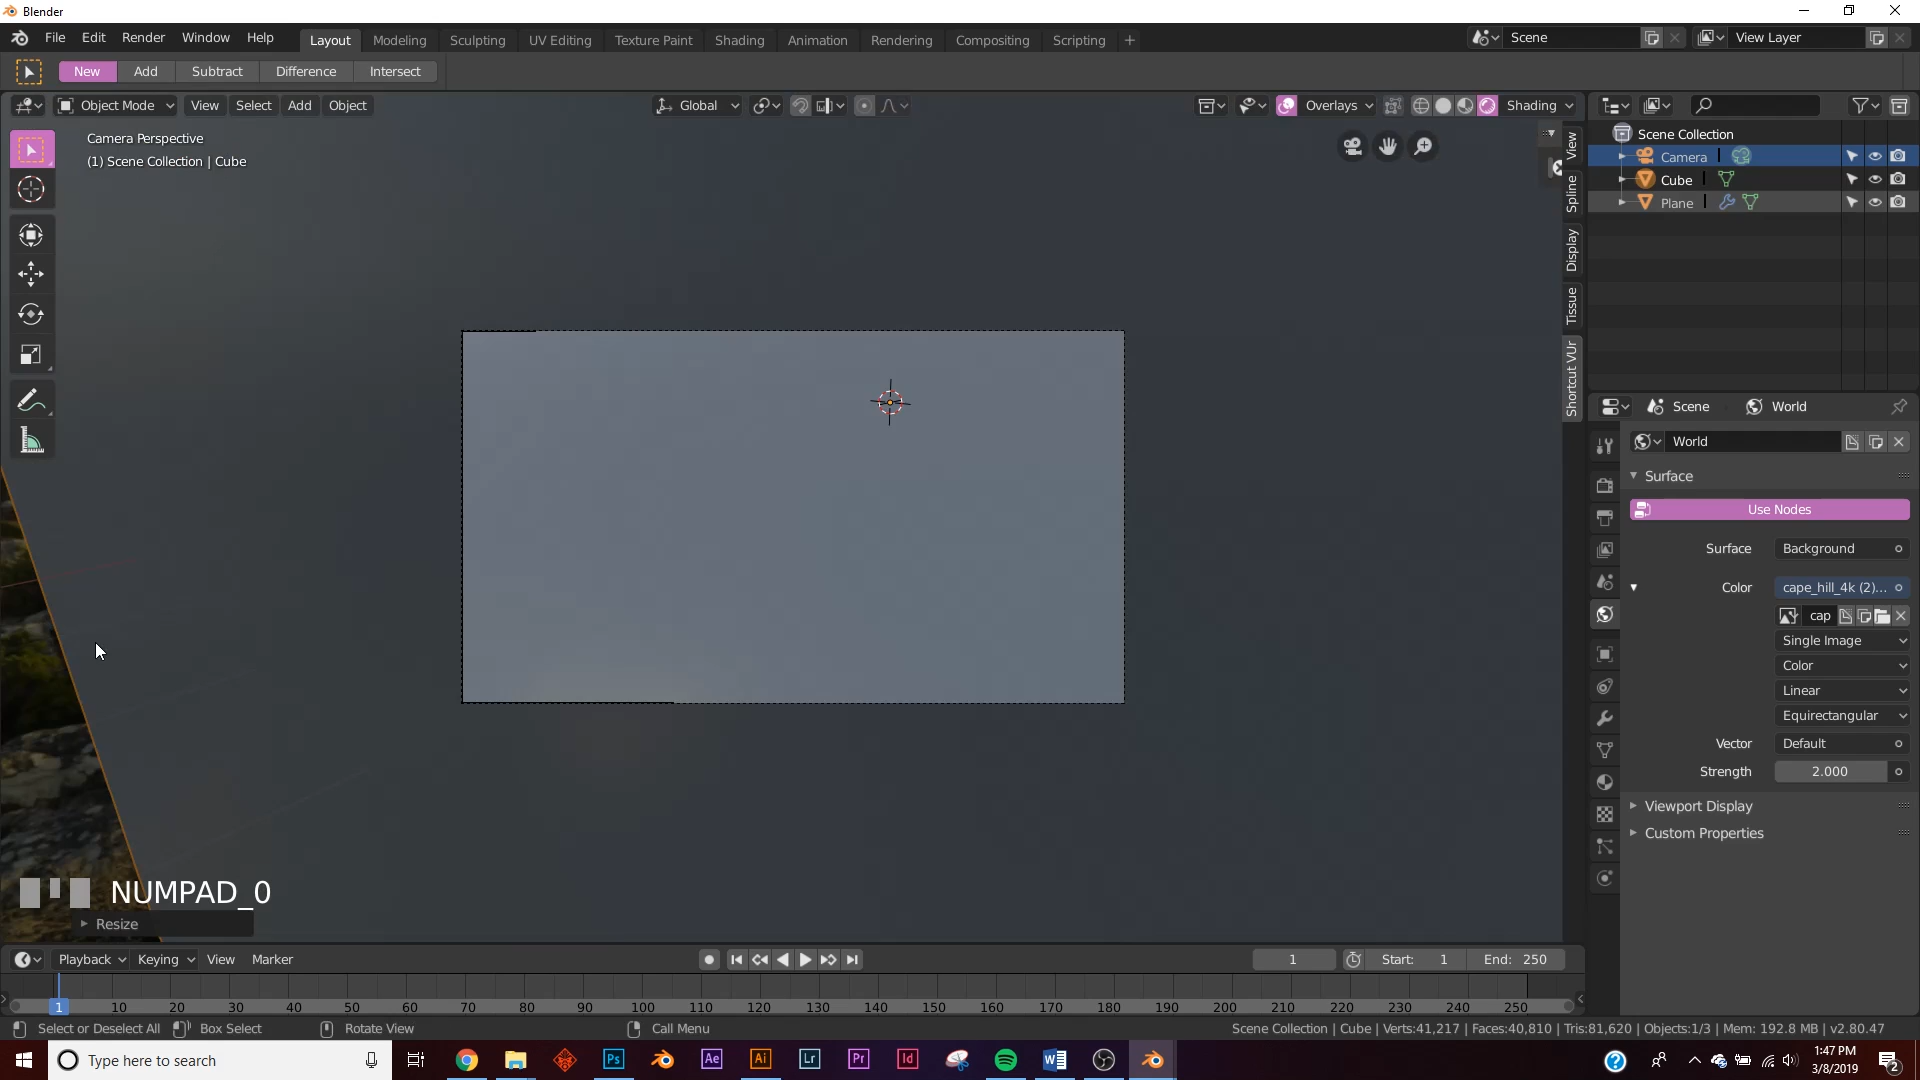 Blender
File Edit Render Window Help Layout Modeling Sculpting UV Editing Texture Paint Shading Animation Rendering Compositing Scripting + Scene View Layer
New Add Subtract Difference Intersect
Object Mode View Select Add Object Global Overlays Shading
Camera Perspective
(1) Scene Collection | Cube
View
Spline
Display
Tissue
Shortcut VUr
Scene Collection
Camera
Cube
Plane
Scene World
World
Surface
Use Nodes
Surface Background
Color cape_hill_4k (2)...
cap
Single Image
Color
Linear
Equirectangular
Vector Default
Strength 2.000
Viewport Display
Custom Properties
NUMPAD_0
Resize
Playback Keying View Marker 1 Start: 1 End: 250
1 10 20 30 40 50 60 70 80 90 100 110 120 130 140 150 160 170 180 190 200 210 220 230 240 250
Select or Deselect All Box Select Rotate View Call Menu Scene Collection | Cube | Verts:41,217 | Faces:40,810 | Tris:81,620 | Objects:1/3 | Mem: 192.8 MB | v2.80.47
Type here to search Ps Ae Ai Lr Pr Id
1:47 PM
3/8/2019
2